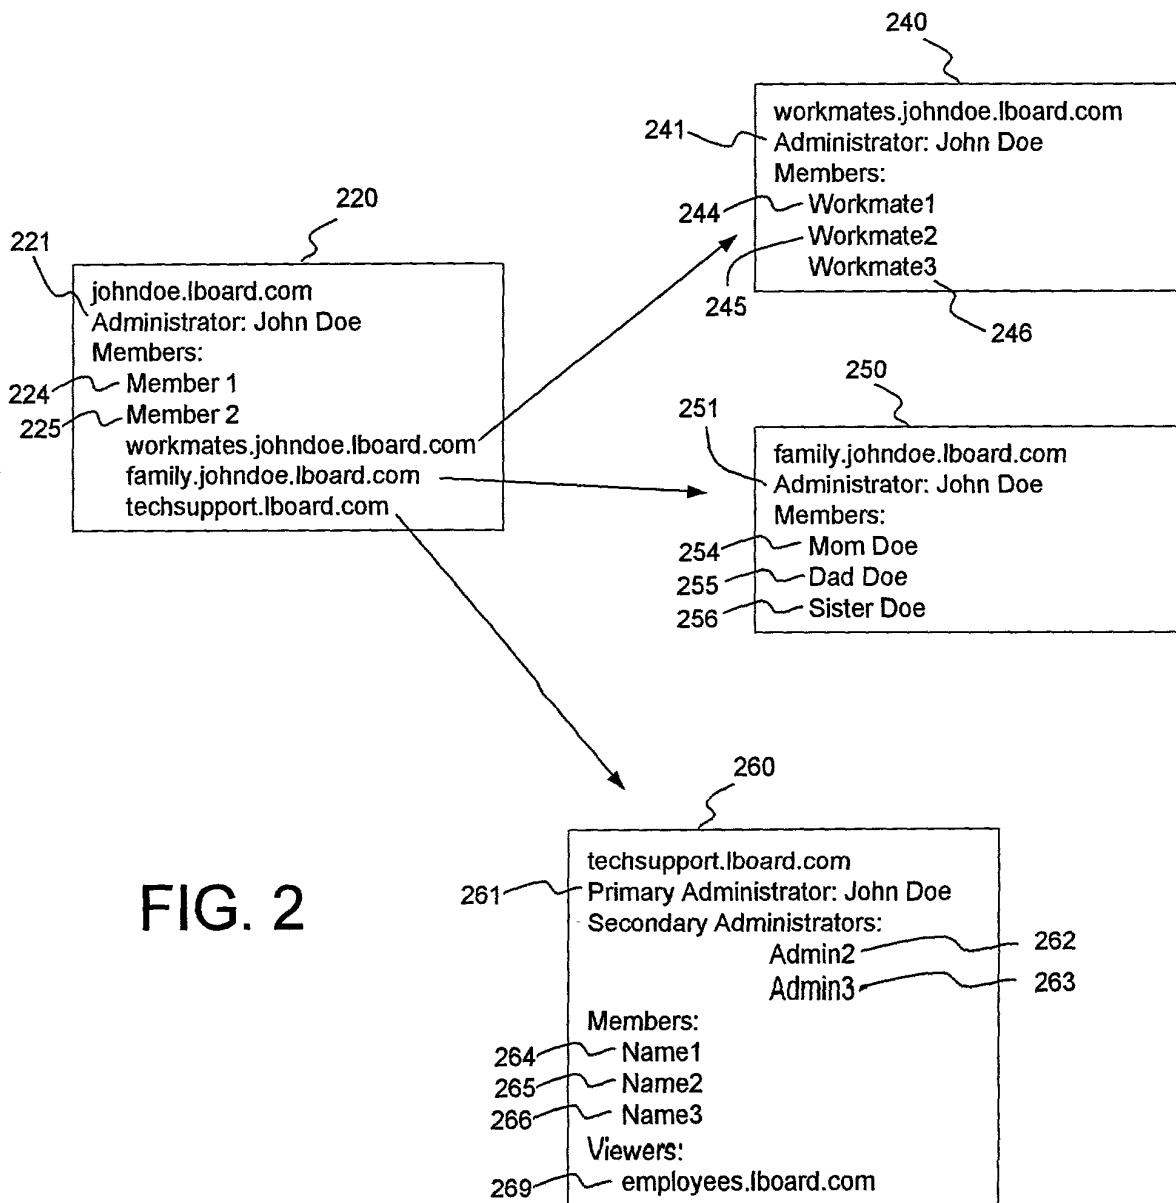 240
workmates.johndoe.lboard.com
241 Administrator: John Doe
Members:
244 Workmate1
Workmate2
245 Workmate3
246
220
221
johndoe.lboard.com
Administrator: John Doe
Members:
224 Member 1
225 Member 2
workmates.johndoe.lboard.com
family.johndoe.lboard.com
techsupport.lboard.com
250
251
family.johndoe.lboard.com
Administrator: John Doe
Members:
254 Mom Doe
255 Dad Doe
256 Sister Doe
260
techsupport.lboard.com
261 Primary Administrator: John Doe
Secondary Administrators:
Admin2 262
Admin3 263
Members:
264 Name1
265 Name2
266 Name3
Viewers:
269 employees.lboard.com
FIG. 2